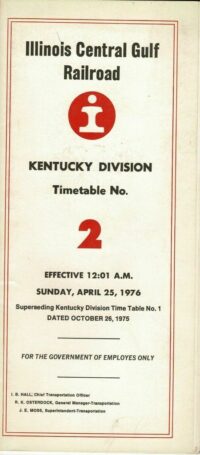 Illinois Central Gulf
Railroad
i
KENTUCKY DIVISION
Timetable No.
2
EFFECTIVE 12:01 A.M.
SUNDAY, APRIL 25, 1976
Superseding Kentucky Division Time Table No. 1
DATED OCTOBER 26, 1975
FOR THE GOVERNMENT OF EMPLOYES ONLY
I. B. HALL, Chief Transportation Officer
R. K. OSTERDOCK, General Manager-Transportation
J. E. MOSS, Superintendent-Transportation